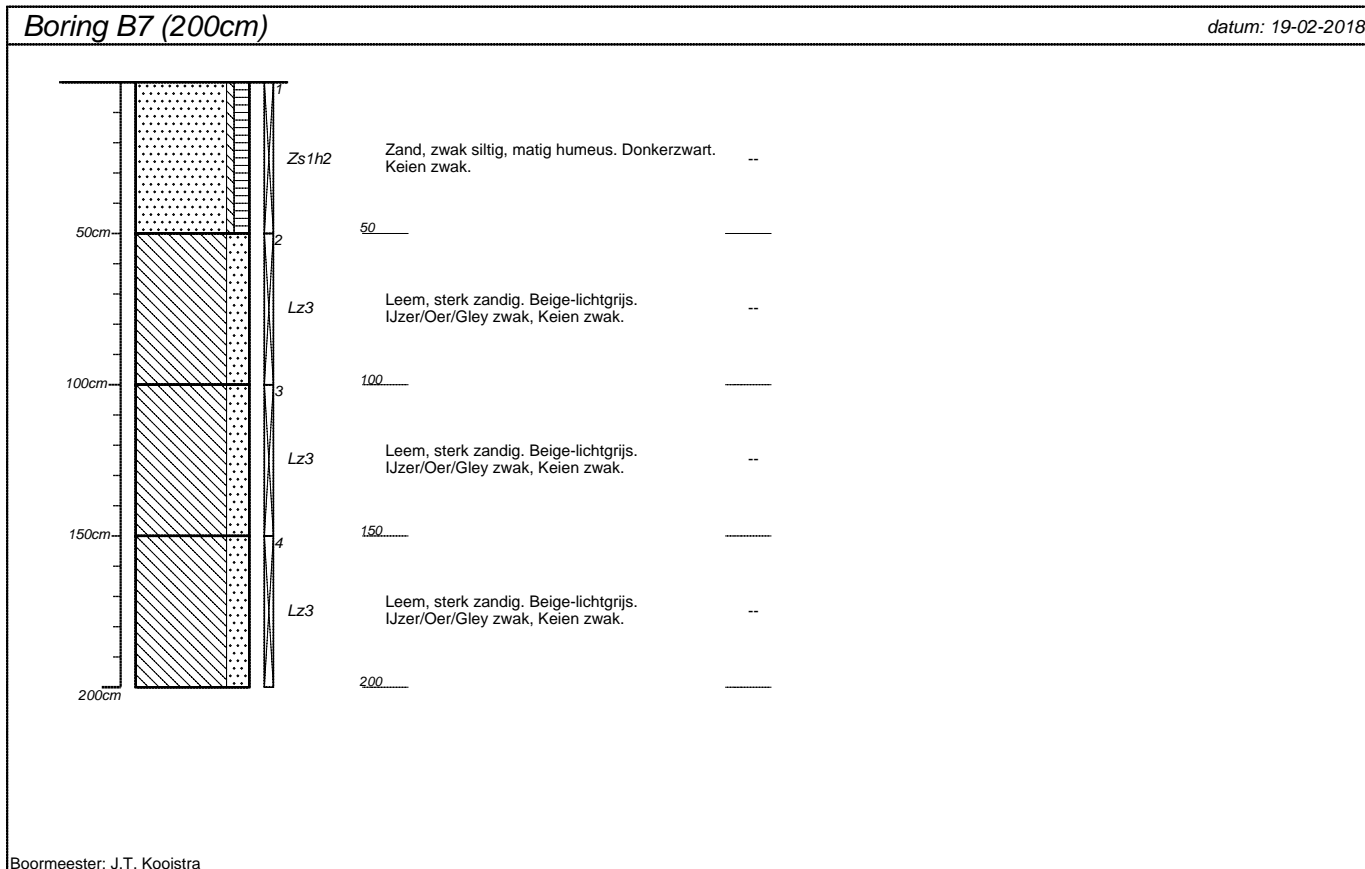 Boring B7 (200cm)
datum: 19-02-2018
1
Zs1h2
Zand, zwak siltig, matig humeus. Donkerzwart.
Keien zwak.
--
50cm
2
50
Lz3
Leem, sterk zandig. Beige-lichtgrijs.
IJzer/Oer/Gley zwak, Keien zwak.
--
100cm
3
100
Lz3
Leem, sterk zandig. Beige-lichtgrijs.
IJzer/Oer/Gley zwak, Keien zwak.
--
150cm
4
150
Lz3
Leem, sterk zandig. Beige-lichtgrijs.
IJzer/Oer/Gley zwak, Keien zwak.
--
200cm
200
Boormeester: J.T. Kooistra